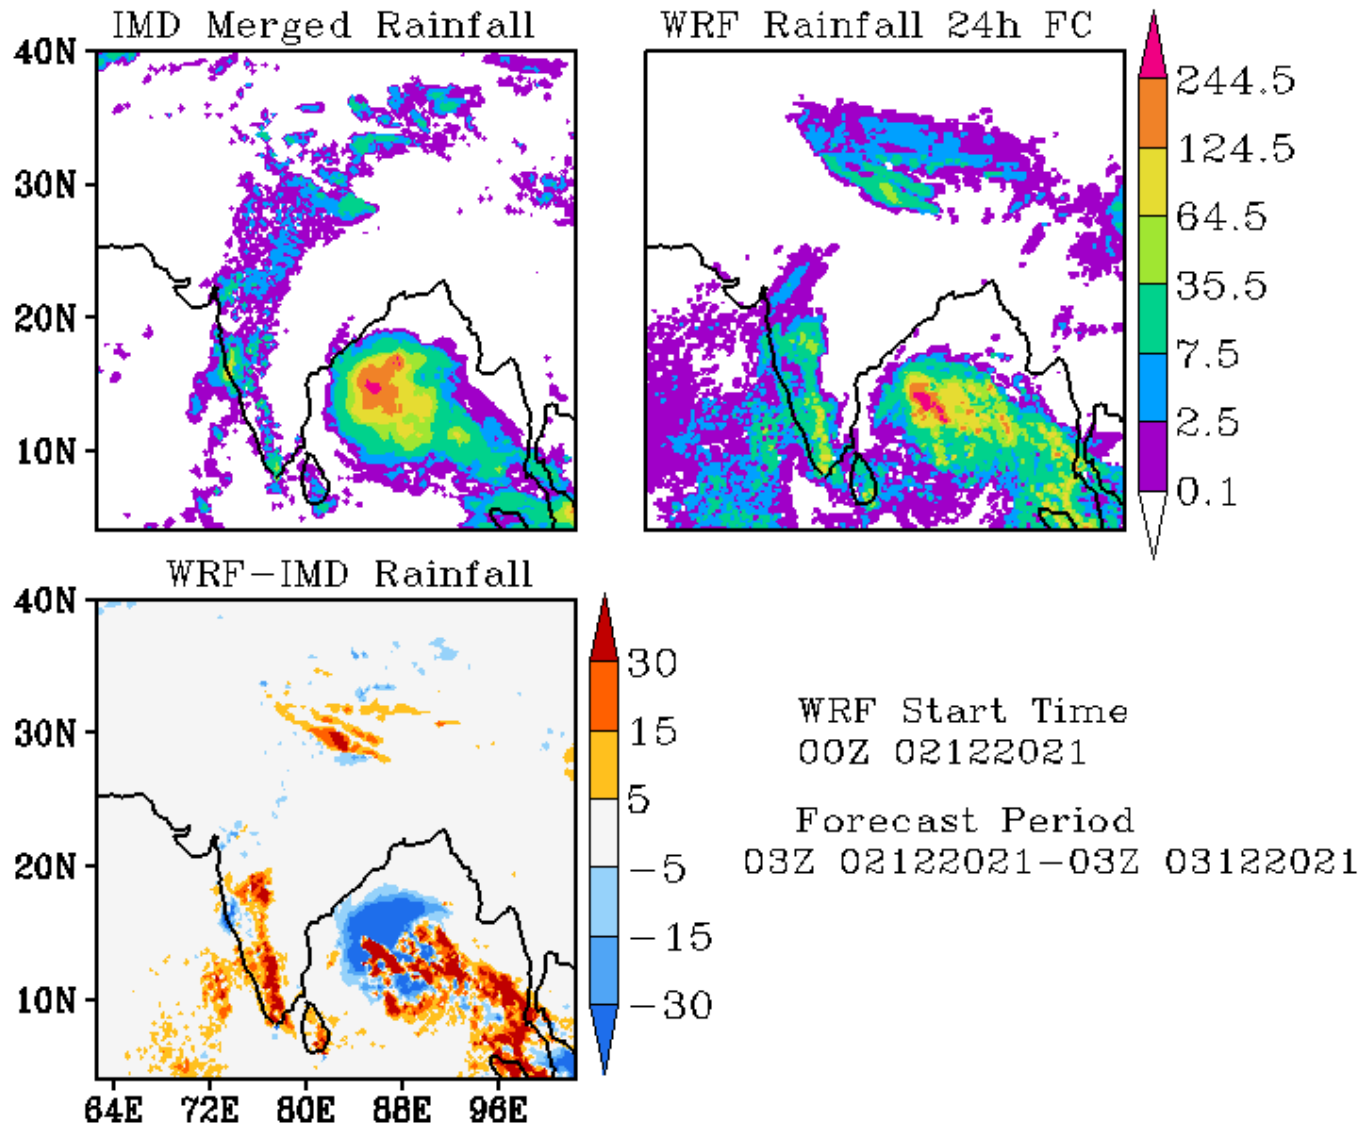 IMD Merged Rainfall
WRF Rainfall 24h FC
40N
30N
20N
10N
244.5
124.5
64.5
35.5
7.5
2.5
0.1
WRF-IMD Rainfall
40N
30N
20N
10N
64E 72E 80E 88E 96E
30
15
5
-5
-15
-30
WRF Start Time
00Z 02122021
Forecast Period
03Z 02122021-03Z 03122021